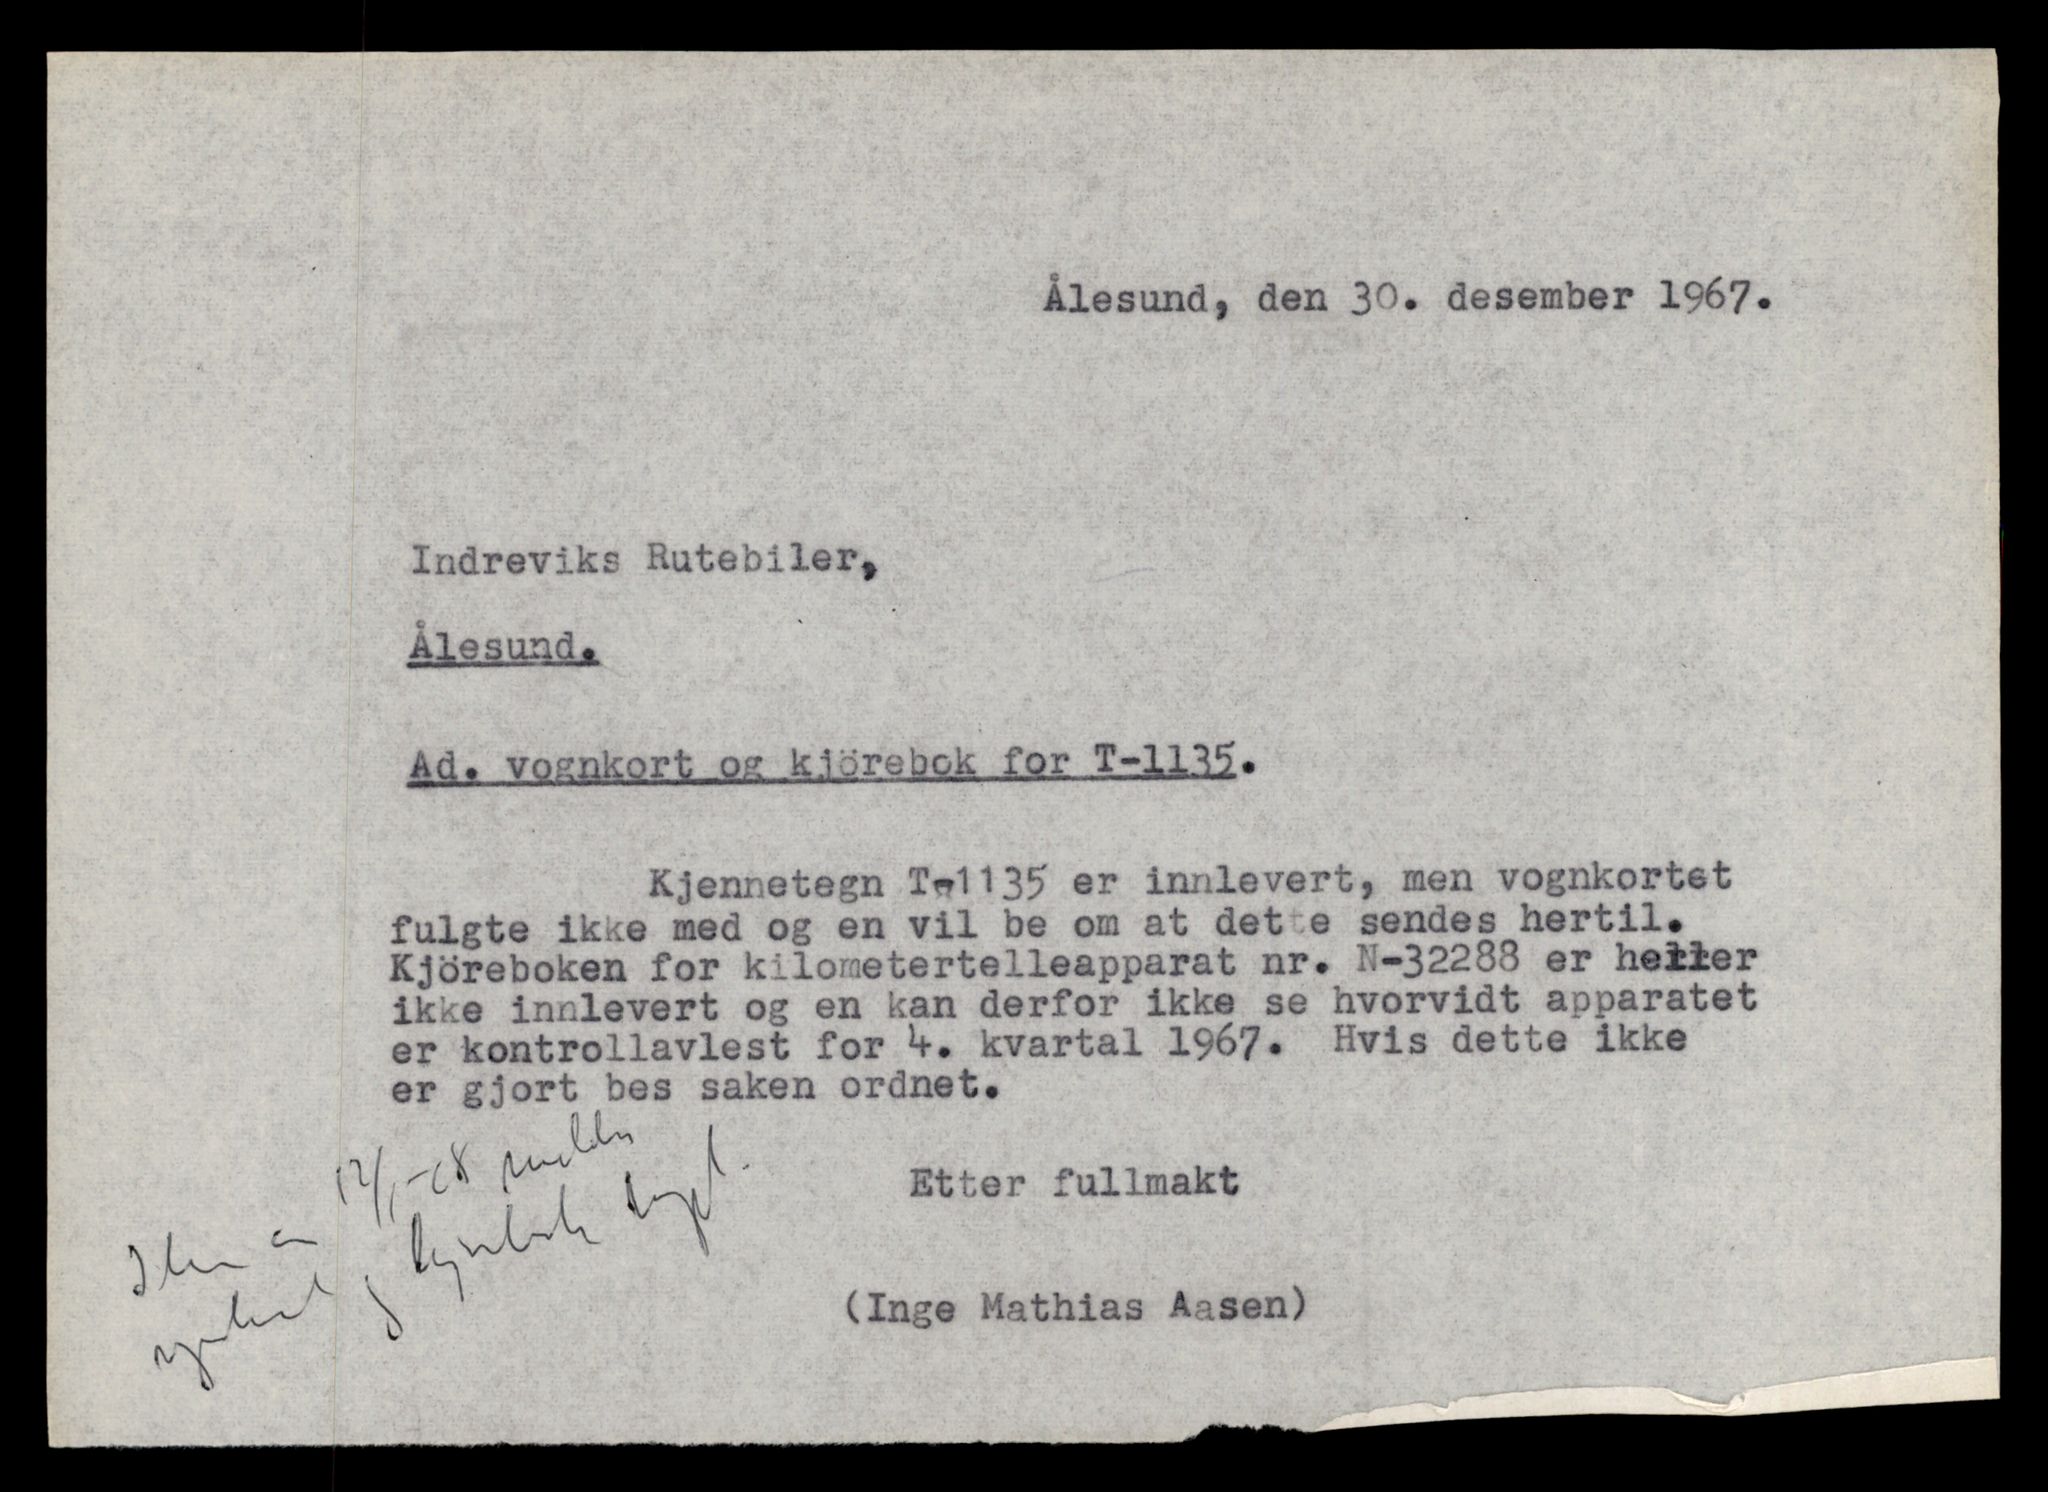 Ålesund, den 30. desember 1967.
Indreviks Rutebiler,
Ålesund.
Ad. vognkort og kjörebok for T-1135.
Kjennetegn T-1135 er innlevert, men vognkortet
fulgte ikke med og en vil be om at dette sendes hertil.
Kjöreboken for kilometertelleapparat nr. N-32288 er heller
ikke innlevert og en kan derfor ikke se hvorvidt apparatet
er kontrollavlest for 4. kvartal 1967. Hvis dette ikke
er gjort bes saken ordnet.
Etter fullmakt
(Inge Mathias Aasen)